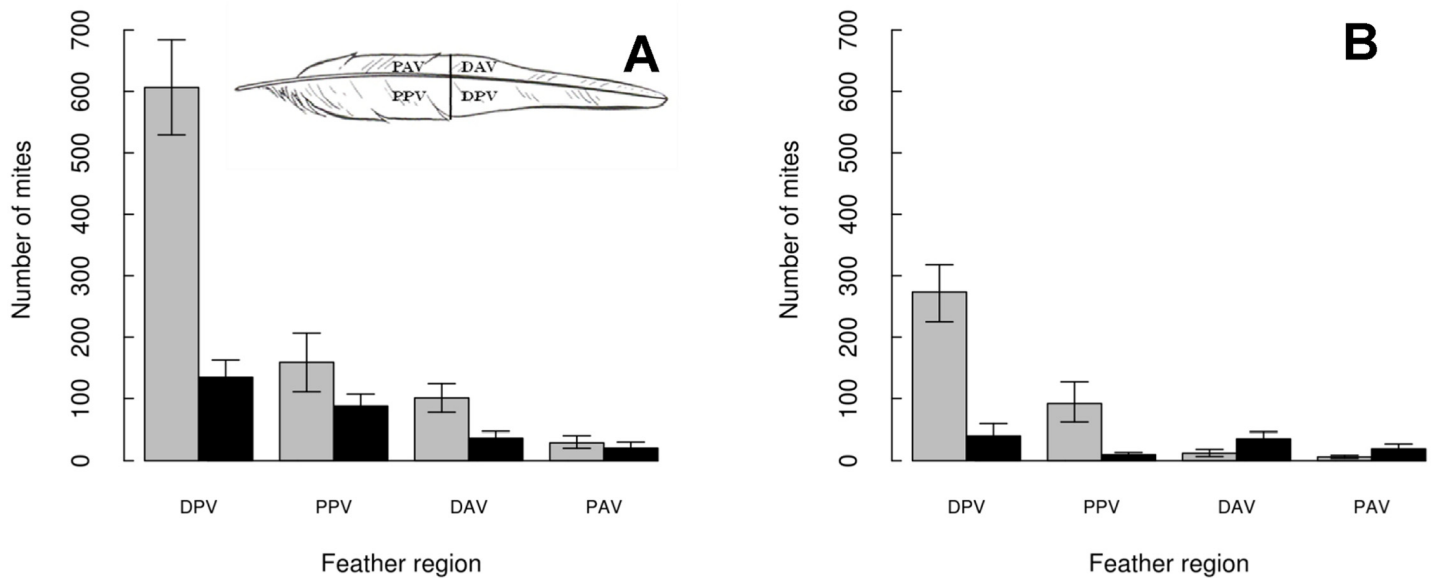 A
PAV DAV
PPV DPV
Number of mites
700
600
500
400
300
200
100
0
DPV PPV DAV PAV
Feather region
B
Number of mites
700
600
500
400
300
200
100
0
DPV PPV DAV PAV
Feather region